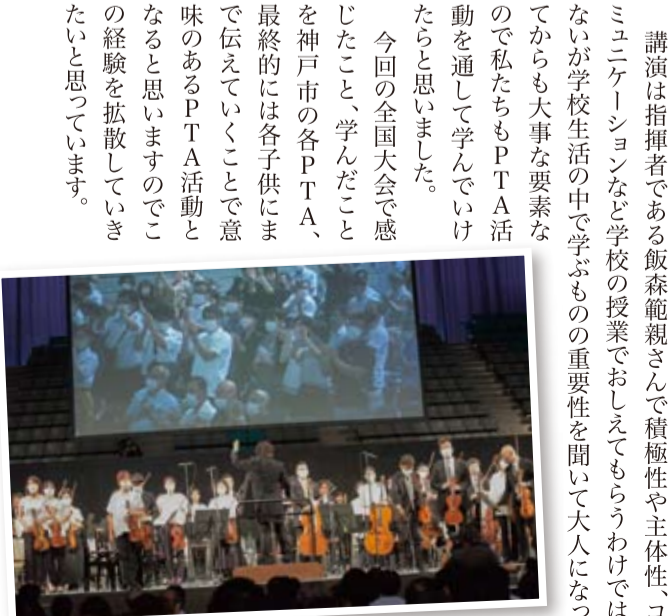 講演は指揮者である飯森範親さんで積極性や主体性、コ
ミュニケーションなど学校の授業でおしえてもらうわけでは
ないが学校生活の中で学ぶものの重要性を聞いて大人になっ
てからも大事な要素な
ので私たちもPTA活
動を通して学んでいけ
たらと思いました。
今回の全国大会で感
じたこと、学んだこと
を神戸市の各PTA、
最終的には各子供にま
で伝えていくことで意
味のあるPTA活動と
なると思いますのでこ
の経験を拡散していき
たいと思っています。